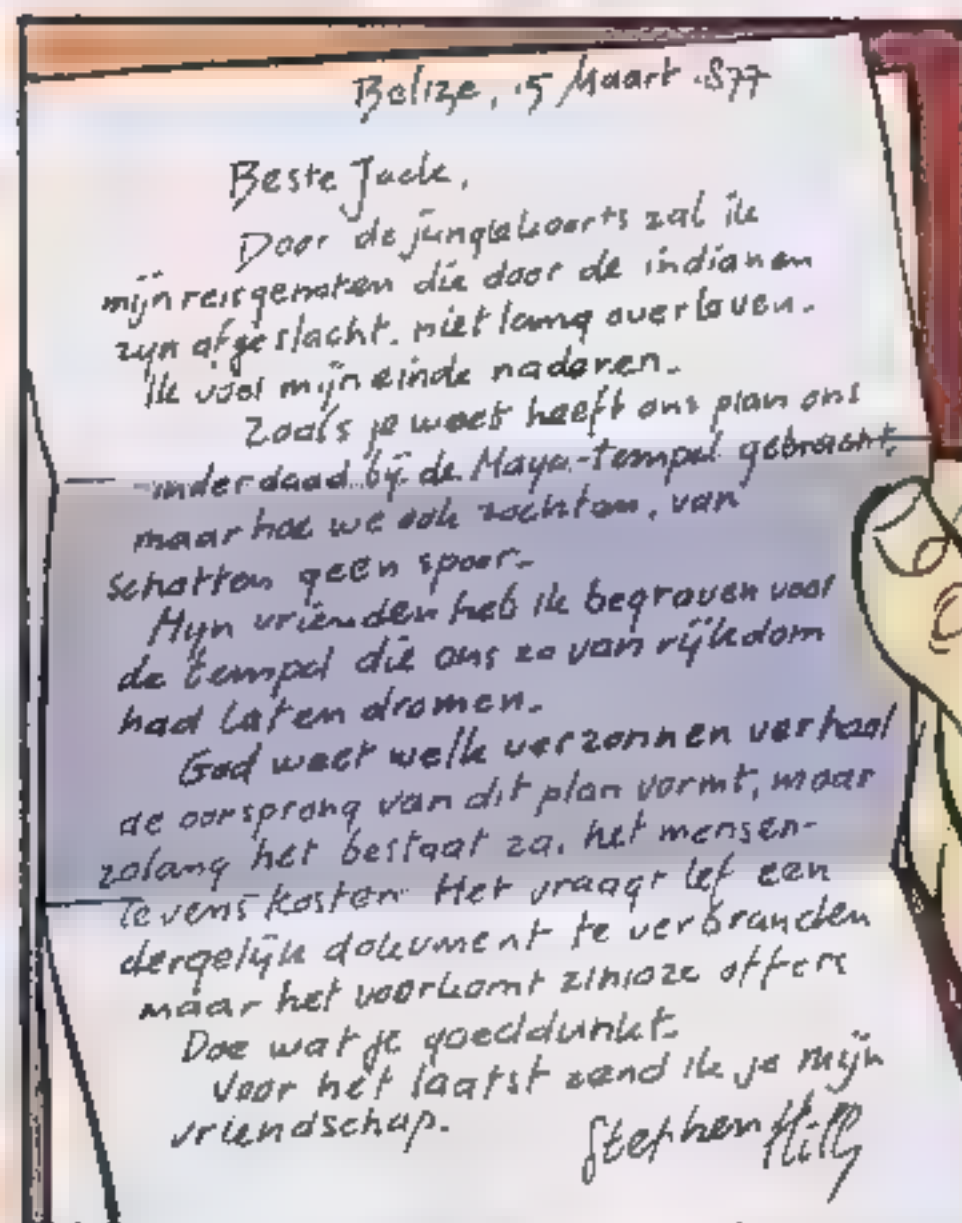 Belize, 15 Maart 1877
Beste Jack,
Door de junglekoorts zal ik
mijn reisgenoten die door de indianen
zijn afgeslacht, niet lang overleven.
Ik voel mijn einde naderen.
Zoals je weet heeft ons plan ons
inderdaad bij de Maya-tempel gebracht,
maar hoe we ook zochten, van
schatten geen spoor.
Mijn vrienden heb ik begraven voor
de tempel die ons zo van rijkdom
had laten dromen.
God weet welk verzonnen verhaal
de oorsprong van dit plan vormt, maar
zolang het bestaat zal het mensen-
levens kosten. Het vraagt lef een
dergelijk dokument te verbranden
maar het voorkomt zinloze offers
Doe wat je goeddunkt.
Voor het laatst zend ik je mijn
vriendschap.
Stephen Hill